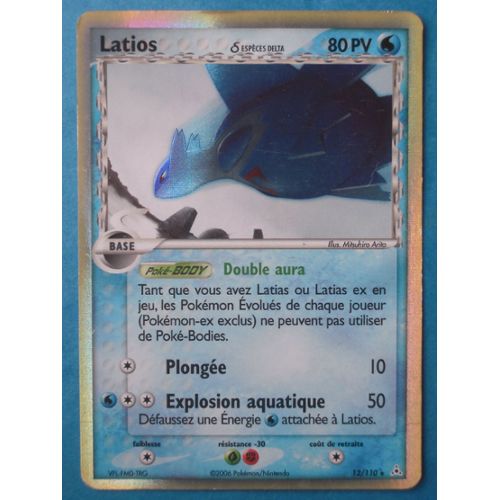 Latios δ ESPÈCES DELTA 80 PV
Illus. Mitsuhiro Arita
BASE
Poké-BODY Double aura
Tant que vous avez Latias ou Latias ex en
jeu, les Pokémon Évolués de chaque joueur
(Pokémon-ex exclus) ne peuvent pas utiliser
de Poké-Bodies.
Plongée 10
Explosion aquatique 50
Défaussez une Énergie attachée à Latios.
faiblesse résistance -30 coût de retraite
VFL-FM0-TRG ©2006 Pokémon/Nintendo 12/110 ★